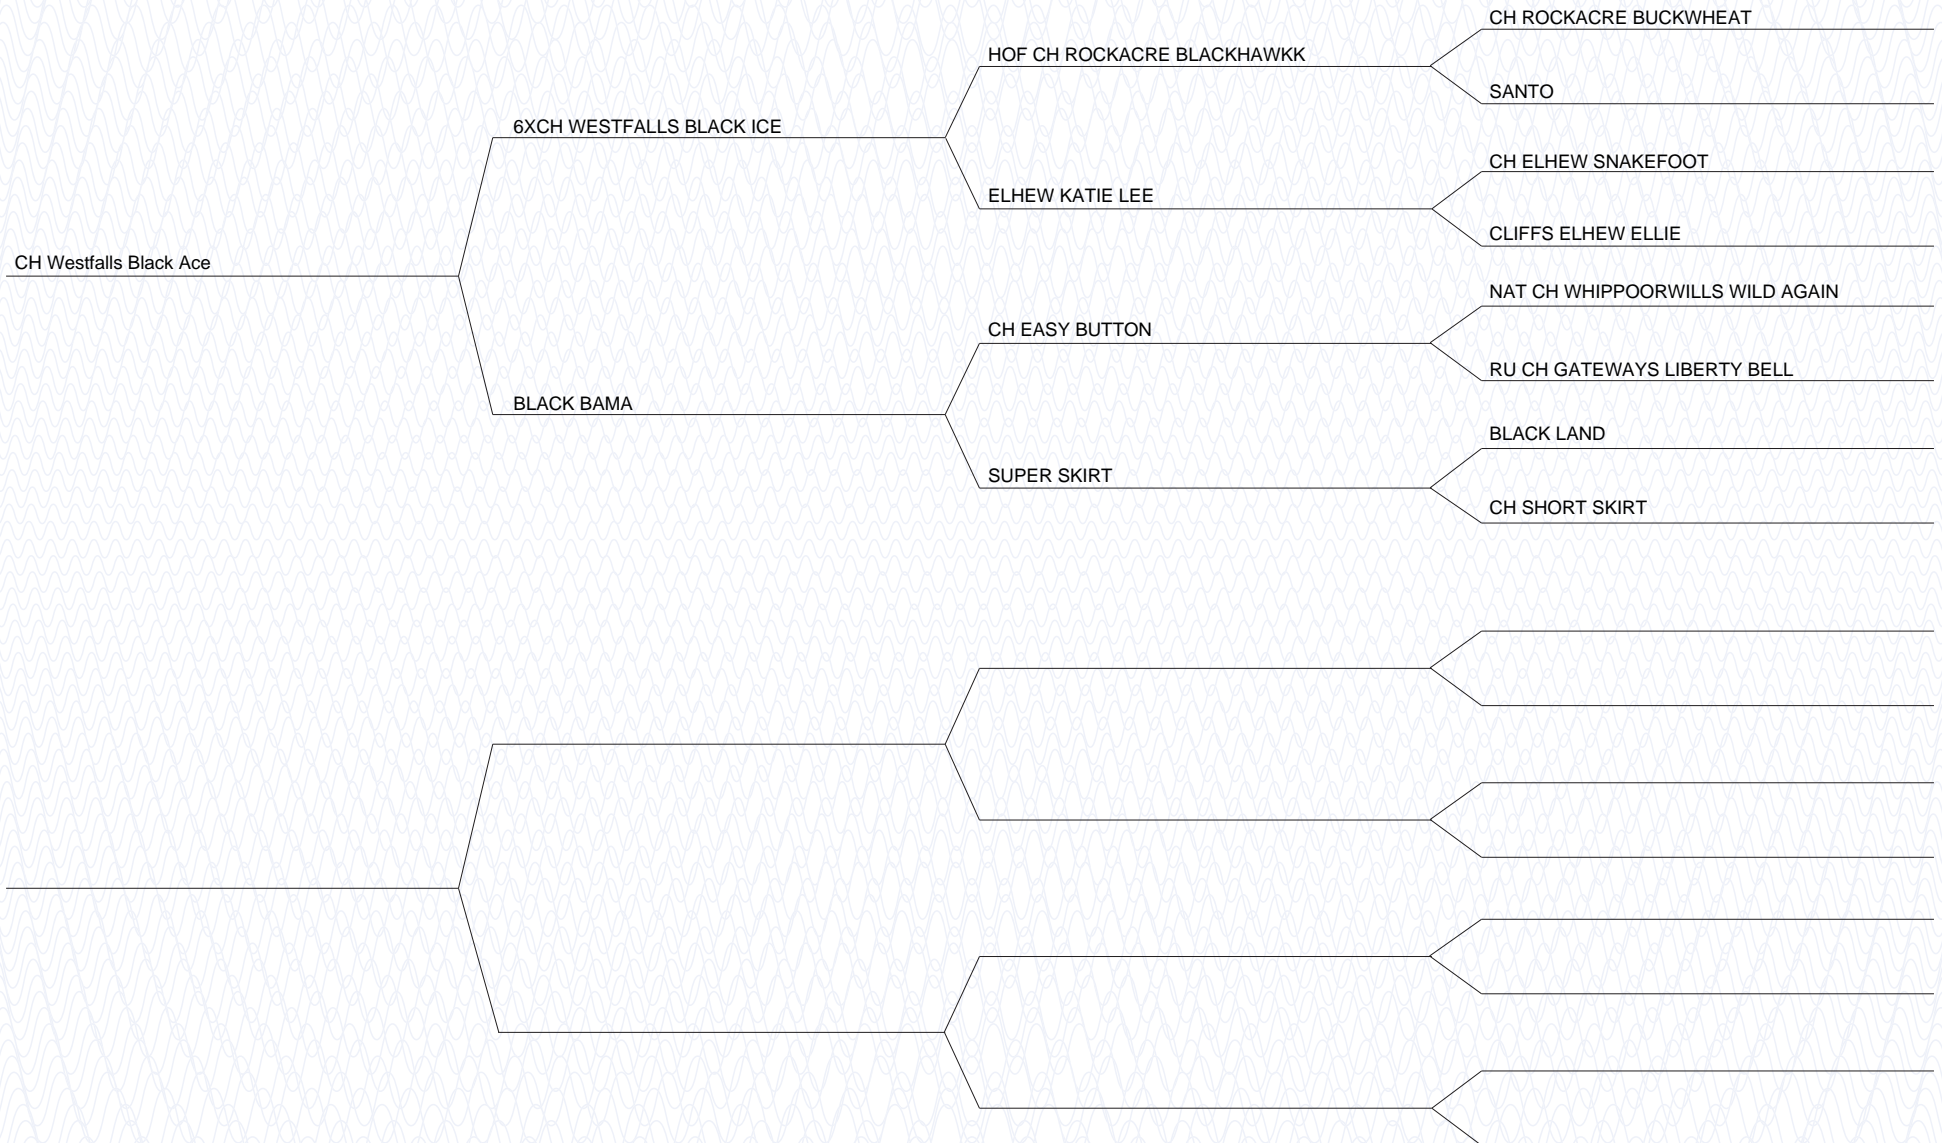 CH ROCKACRE BUCKWHEAT
HOF CH ROCKACRE BLACKHAWKK
SANTO
6XCH WESTFALLS BLACK ICE
CH ELHEW SNAKEFOOT
ELHEW KATIE LEE
CLIFFS ELHEW ELLIE
CH Westfalls Black Ace
NAT CH WHIPPOORWILLS WILD AGAIN
CH EASY BUTTON
RU CH GATEWAYS LIBERTY BELL
BLACK BAMA
BLACK LAND
SUPER SKIRT
CH SHORT SKIRT